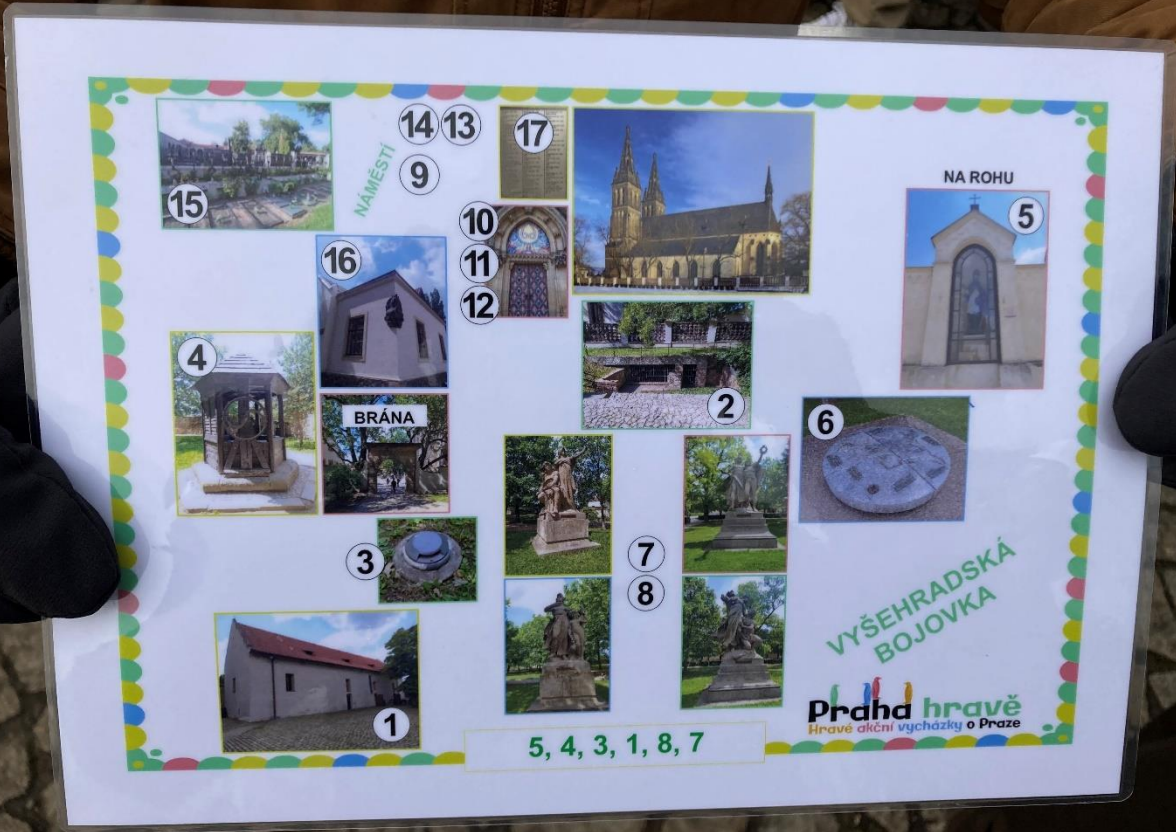 14 13
17
NÁMĚSTÍ
9
15
NA ROHU
5
10
11
12
16
4
BRÁNA
2
6
3
7
8
1
VYŠEHRADSKÁ
BOJOVKA
Praha hravě
Hravé akční vycházky o Praze
5, 4, 3, 1, 8, 7